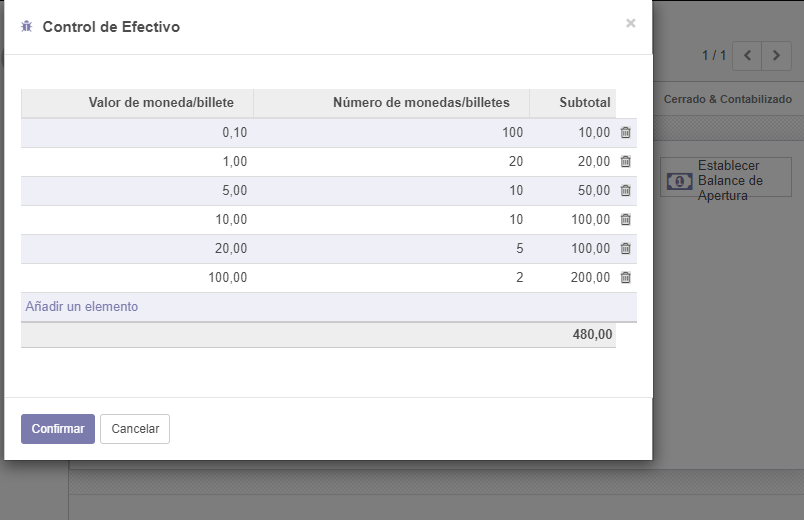 Control de Efectivo ×
1 / 1
Cerrado & Contabilizado
Valor de moneda/billete Número de monedas/billetes Subtotal
0,10 100 10,00
1,00 20 20,00
5,00 10 50,00
10,00 10 100,00
20,00 5 100,00
100,00 2 200,00
Añadir un elemento
480,00
Establecer
Balance de
Apertura
Confirmar Cancelar